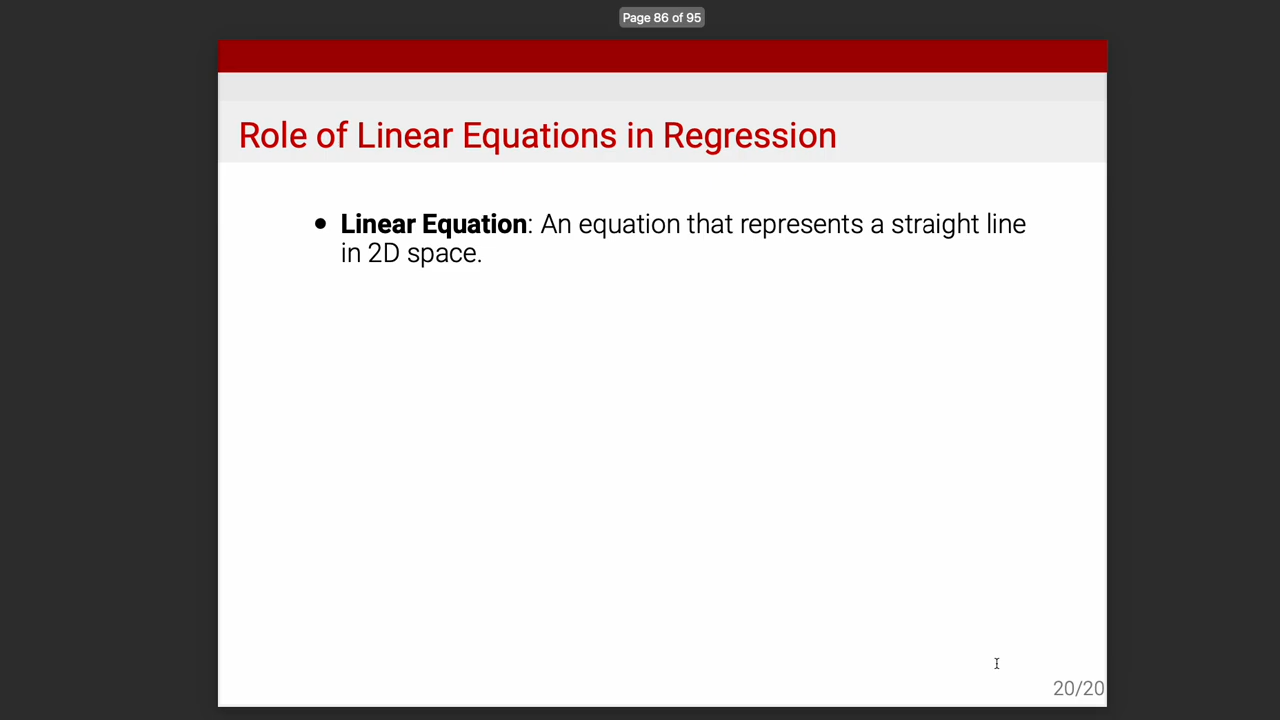 Page 86 of 95
Role of Linear Equations in Regression
• Linear Equation: An equation that represents a straight line
in 2D space.
20/20